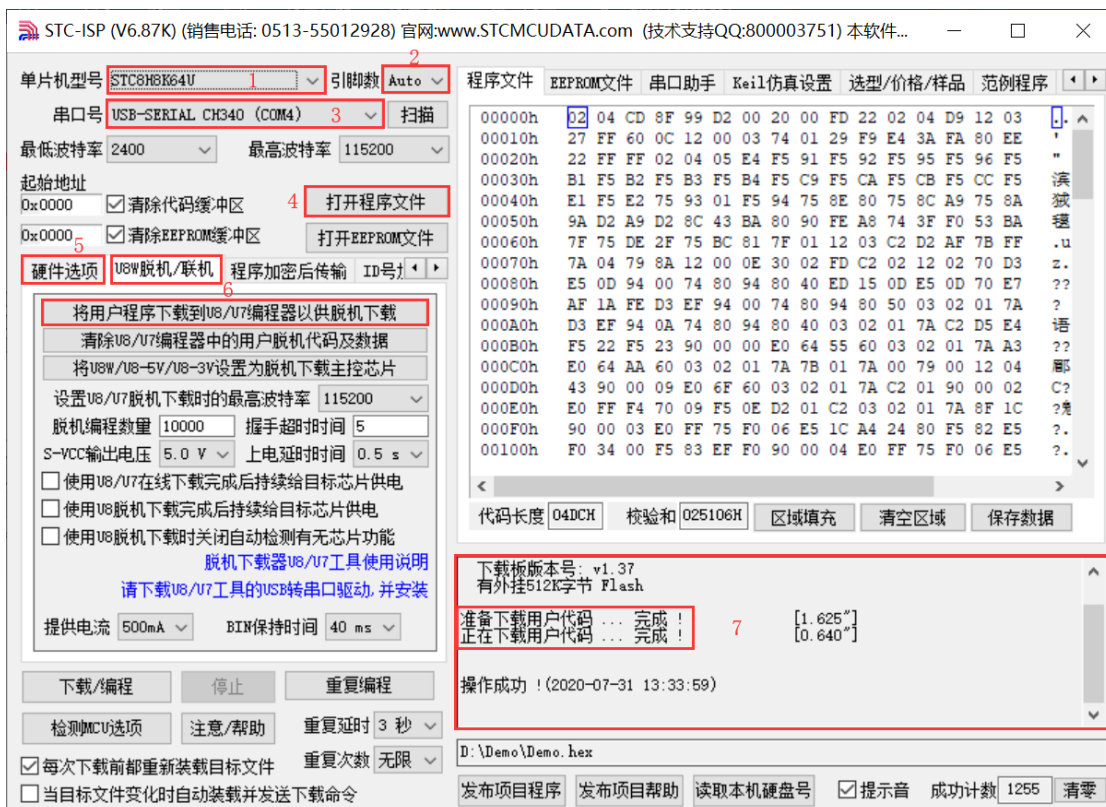 STC-ISP (V6.87K) (销售电话: 0513-55012928) 官网:www.STCMCUDATA.com (技术支持QQ:800003751) 本软件...
单片机型号 STC8H8K64U 1 引脚数 2 Auto
串口号 USB-SERIAL CH340 (COM4) 3 扫描
最低波特率 2400 最高波特率 115200
起始地址
0x0000 清除代码缓冲区 4 打开程序文件
0x0000 清除EEPROM缓冲区 打开EEPROM文件
5
硬件选项 U8W脱机/联机 程序加密后传输 ID号
6
将用户程序下载到U8/U7编程器以供脱机下载
清除U8/U7编程器中的用户脱机代码及数据
将U8W/U8-5V/U8-3V设置为脱机下载主控芯片
设置U8/U7脱机下载时的最高波特率 115200
脱机编程数量 10000 握手超时时间 5
S-VCC输出电压 5.0 V 上电延时时间 0.5 s
使用U8/U7在线下载完成后持续给目标芯片供电
使用U8脱机下载完成后持续给目标芯片供电
使用U8脱机下载时关闭自动检测有无芯片功能
脱机下载器U8/U7工具使用说明
请下载U8/U7工具的USB转串口驱动,并安装
提供电流 500mA BIN保持时间 40 ms
下载/编程 停止 重复编程
检测MCU选项 注意/帮助 重复延时 3 秒
每次下载前都重新装载目标文件 重复次数 无限
当目标文件变化时自动装载并发送下载命令
程序文件 EEPROM文件 串口助手 Keil仿真设置 选型/价格/样品 范例程序
00000h 02 04 CD 8F 99 D2 00 20 00 FD 22 02 04 D9 12 03 ..
00010h 27 FF 60 0C 12 00 03 74 01 29 F9 E4 3A FA 80 EE '
00020h 22 FF FF 02 04 05 E4 F5 91 F5 92 F5 95 F5 96 F5 "
00030h B1 F5 B2 F5 B3 F5 B4 F5 C9 F5 CA F5 CB F5 CC F5 滨
00040h E1 F5 E2 75 93 01 F5 94 75 8E 80 75 8C A9 75 8A
00050h 9A D2 A9 D2 8C 43 BA 80 90 FE A8 74 3F F0 53 BA
00060h 7F 75 DE 2F 75 BC 81 7F 01 12 03 C2 D2 AF 7B FF .u
00070h 7A 04 79 8A 12 00 0E 30 02 FD C2 02 12 02 70 D3 z.
00080h E5 0D 94 00 74 80 94 80 40 ED 15 0D E5 0D 70 E7 ??
00090h AF 1A FE D3 EF 94 00 74 80 94 80 50 03 02 01 7A ?
000A0h D3 EF 94 0A 74 80 94 80 40 03 02 01 7A C2 D5 E4 语
000B0h F5 22 F5 23 90 00 00 E0 64 55 60 03 02 01 7A A3 ??
000C0h E0 64 AA 60 03 02 01 7A 7B 01 7A 00 79 00 12 04 郿
000D0h 43 90 00 09 E0 6F 60 03 02 01 7A C2 01 90 00 02 C?
000E0h E0 FF F4 70 09 F5 0E D2 01 C2 03 02 01 7A 8F 1C
000F0h 90 00 03 E0 FF 75 F0 06 E5 1C A4 24 80 F5 82 E5 ?.
00100h F0 34 00 F5 83 EF F0 90 00 04 E0 FF 75 F0 06 E5 ?.
代码长度 04DCH 校验和 025106H 区域填充 清空区域 保存数据
下载板版本号: v1.37
有外挂512K字节 Flash
准备下载用户代码 ... 完成 ! [1.625"]
正在下载用户代码 ... 完成 ! [0.640"]
7
操作成功 !(2020-07-31 13:33:59)
D:\Demo\Demo.hex
发布项目程序 发布项目帮助 读取本机硬盘号 提示音 成功计数 1255 清零